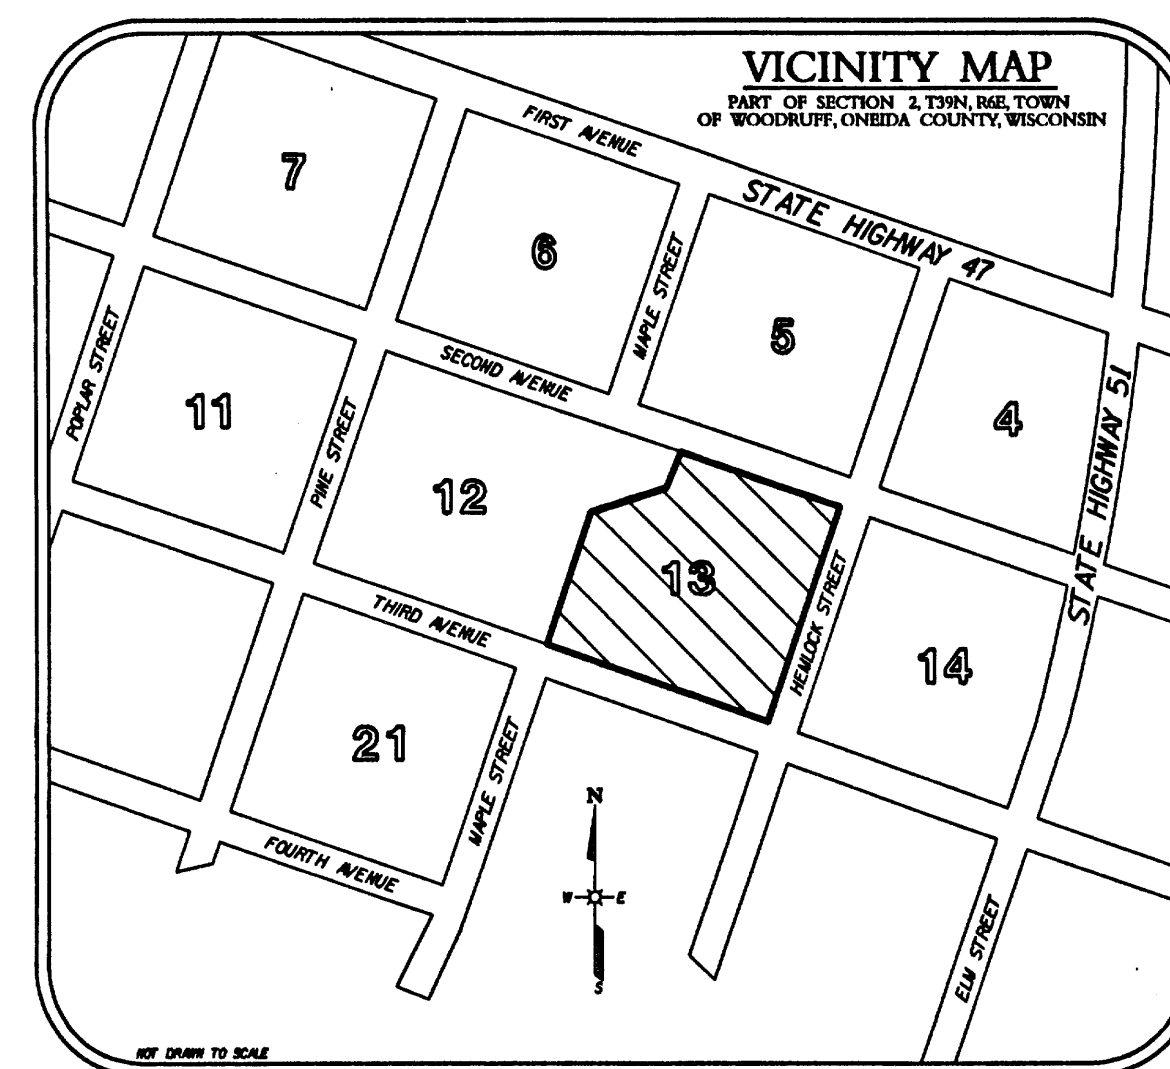 VICINITY MAP
PART OF SECTION 2, T39N, R6E, TOWN
OF WOODRUFF, ONEIDA COUNTY, WISCONSIN
FIRST AVENUE
7
STATE HIGHWAY 47
6
MAPLE STREET
5
SECOND AVENUE
POPLAR STREET
11
4
STATE HIGHWAY 51
PINE STREET
12
13
HEMLOCK STREET
THIRD AVENUE
14
21
MAPLE STREET
N
FOURTH AVENUE
W E
S
ELM STREET
NOT DRAWN TO SCALE